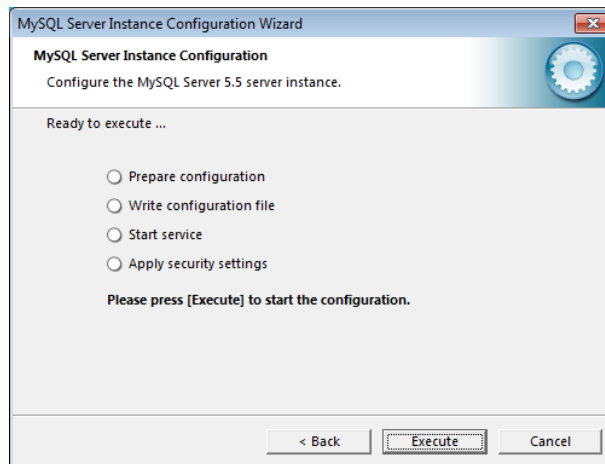 MySQL Server Instance Configuration Wizard
MySQL Server Instance Configuration
Configure the MySQL Server 5.5 server instance.
Ready to execute ...
Prepare configuration
Write configuration file
Start service
Apply security settings
Please press [Execute] to start the configuration.
< Back Execute Cancel